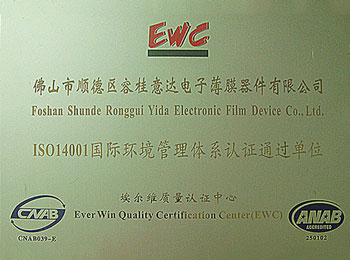 EWC
佛山市顺德区容桂意达电子薄膜器件有限公司
Foshan Shunde Ronggui Yida Electronic Film Device Co., Ltd.
ISO14001国际环境管理体系认证通过单位
埃尔维质量认证中心
Ever Win Quality Certification Center(EWC)
CNAB
CNAB039-E
ANAB
ACCREDITED
250102